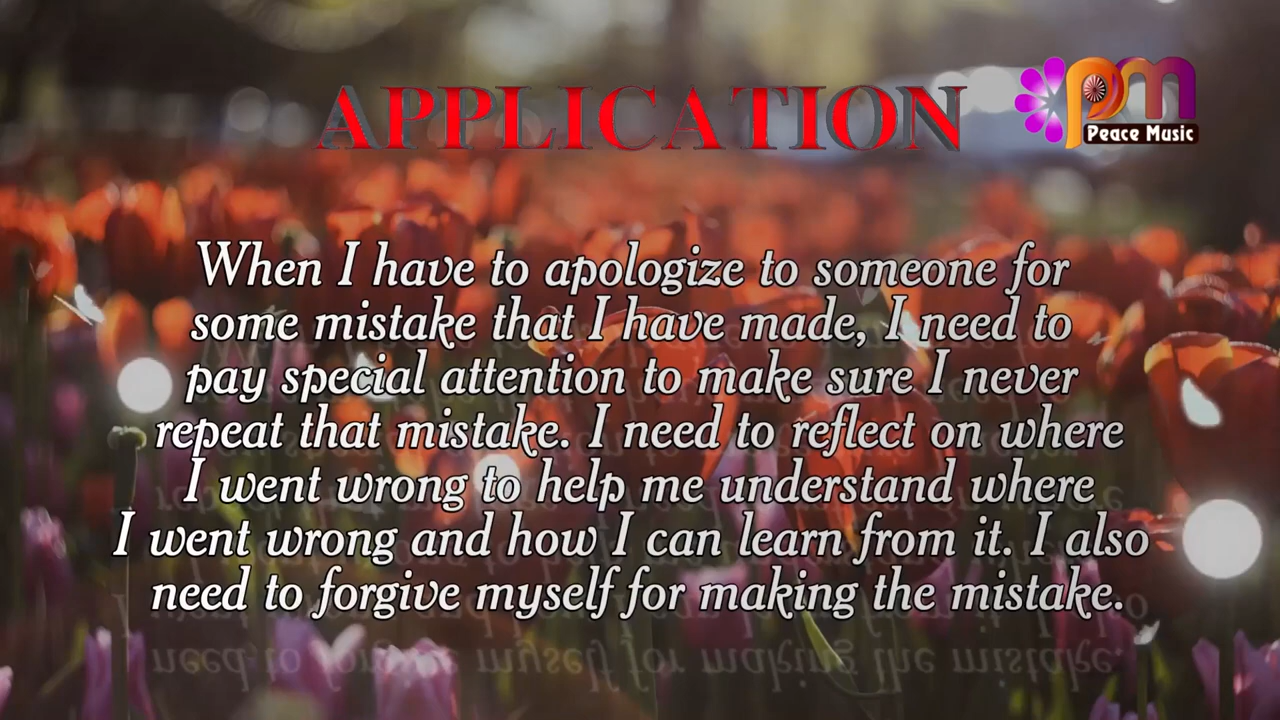 APPLICATION
pm
Peace Music
When I have to apologize to someone for
some mistake that I have made, I need to
pay special attention to make sure I never
repeat that mistake. I need to reflect on where
I went wrong to help me understand where
I went wrong and how I can learn from it. I also
need to forgive myself for making the mistake.